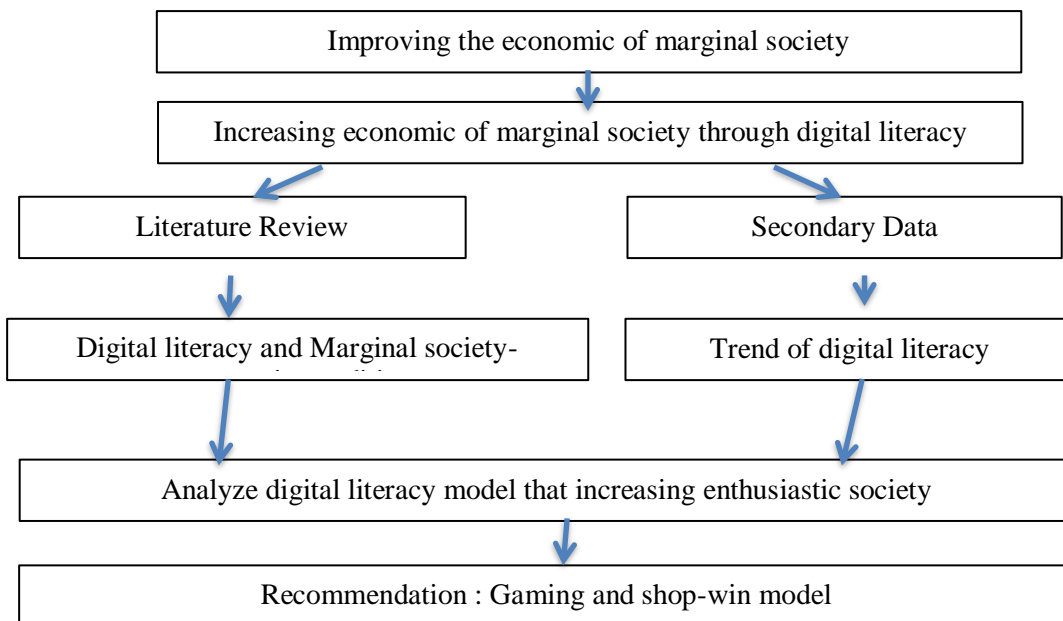 Improving the economic of marginal society
Increasing economic of marginal society through digital literacy
Literature Review
Secondary Data
Digital literacy and Marginal society-
Trend of digital literacy
Analyze digital literacy model that increasing enthusiastic society
Recommendation : Gaming and shop-win model